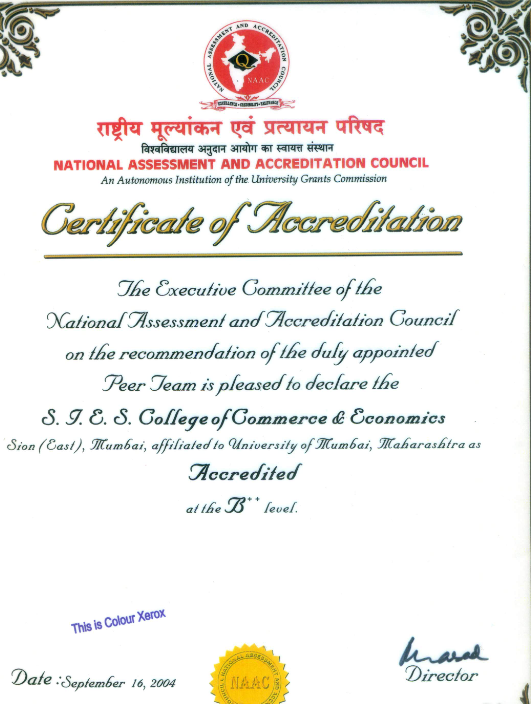 NATIONAL ASSESSMENT AND ACCREDITATION COUNCIL
Q
NAAC
राष्ट्रीय मूल्यांकन एवं प्रत्यायन परिषद
विश्वविद्यालय अनुदान आयोग का स्वायत्त संस्थान
NATIONAL ASSESSMENT AND ACCREDITATION COUNCIL
An Autonomous Institution of the University Grants Commission
Certificate of Accreditation
The Executive Committee of the
National Assessment and Accreditation Council
on the recommendation of the duly appointed
Peer Team is pleased to declare the
S. I. E. S. College of Commerce & Economics
Sion (East), Mumbai, affiliated to University of Mumbai, Maharashtra as
Accredited
at the B++ level.
This is Colour Xerox
Date : September 16, 2004
NAAC
Director